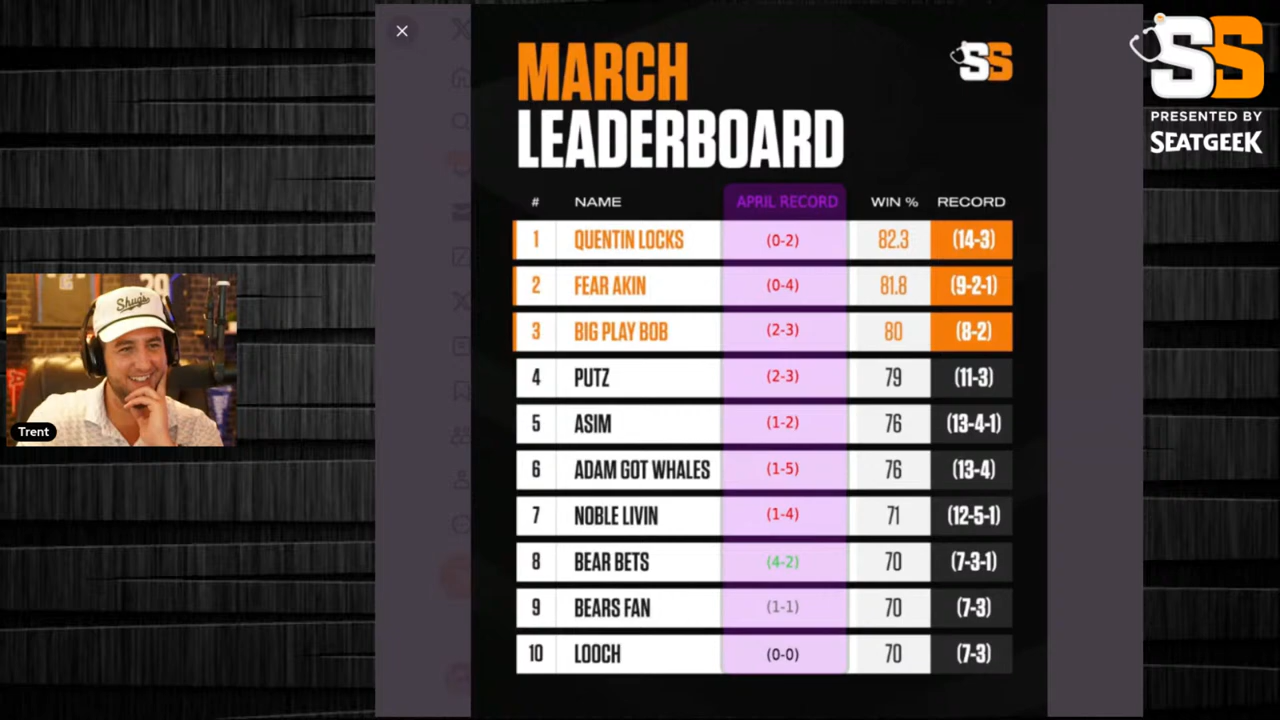 SS
PRESENTED BY
SEATGEEK
SS
MARCH
LEADERBOARD
# NAME APRIL RECORD WIN % RECORD
1 QUENTIN LOCKS (0-2) 82.3 (14-3)
2 FEAR AKIN (0-4) 81.8 (9-2-1)
3 BIG PLAY BOB (2-3) 80 (8-2)
4 PUTZ (2-3) 79 (11-3)
5 ASIM (1-2) 76 (13-4-1)
6 ADAM GOT WHALES (1-5) 76 (13-4)
7 NOBLE LIVIN (1-4) 71 (12-5-1)
8 BEAR BETS (4-2) 70 (7-3-1)
9 BEARS FAN (1-1) 70 (7-3)
10 LOOCH (0-0) 70 (7-3)
Shug's
Trent